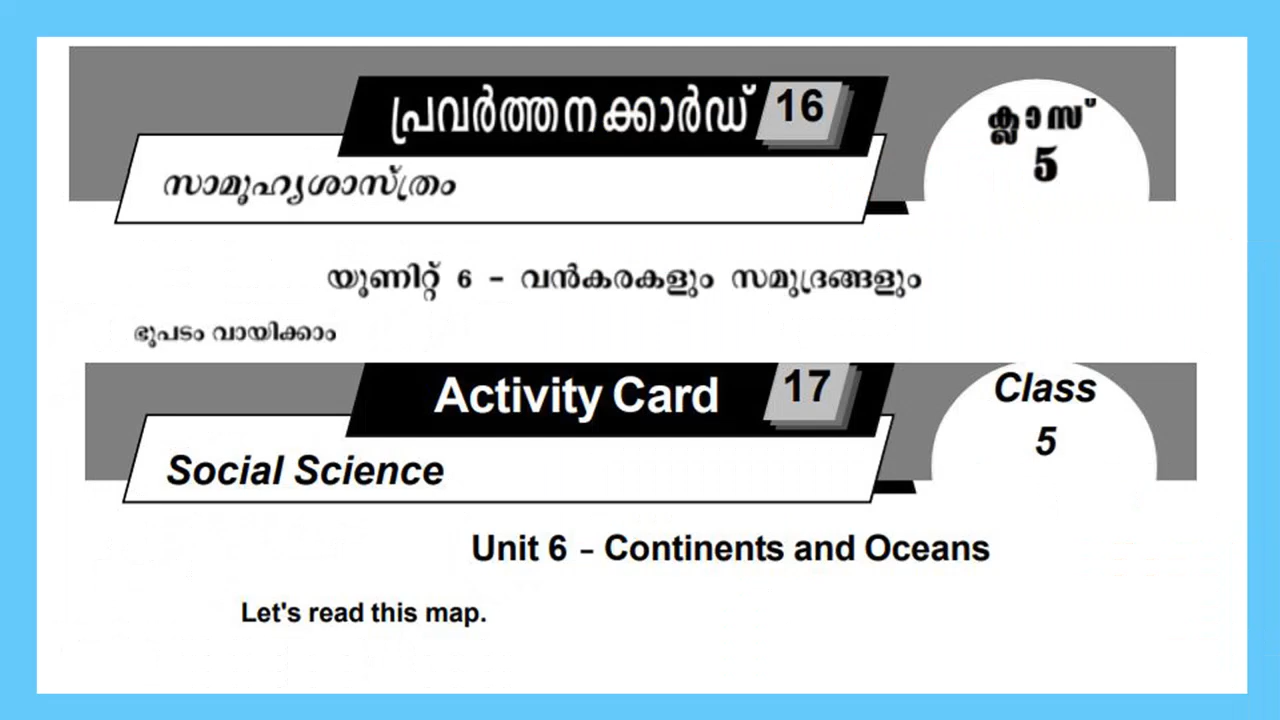 പ്രവർത്തനക്കാർഡ് 16
ക്ലാസ്
5
സാമൂഹ്യശാസ്ത്രം
യൂണിറ്റ് 6 - വൻകരകളും സമുദ്രങ്ങളും
ഭൂപടം വായിക്കാം
Activity Card 17
Class
5
Social Science
Unit 6 - Continents and Oceans
Let's read this map.